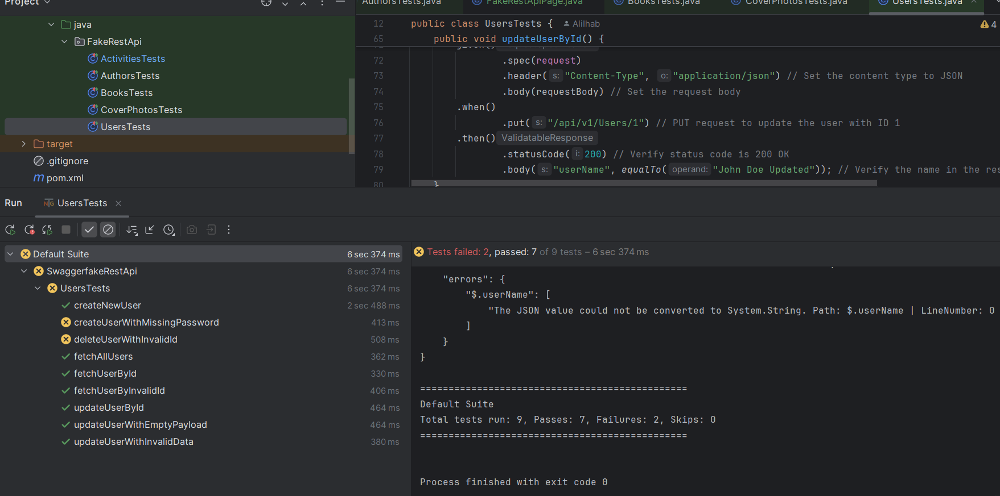 Project
AuthorsTests.java
FakeRestApiPage.java
BooksTests.java
CoverPhotosTests.java
UsersTests.java
java
FakeRestApi
ActivitiesTests
AuthorsTests
BooksTests
CoverPhotosTests
UsersTests
target
.gitignore
pom.xml
12 public class UsersTests { Alilhab
4
65 public void updateUserById() {
72 .spec(request)
73 .header( s: "Content-Type", o: "application/json") // Set the content type to JSON
74 .body(requestBody) // Set the request body
75 .when()
76 .put( s: "/api/v1/Users/1") // PUT request to update the user with ID 1
77 .then() ValidatableResponse
78 .statusCode( i: 200) // Verify status code is 200 OK
79 .body( s: "userName", equalTo( operand: "John Doe Updated")); // Verify the name in the res
80 }
Run
UsersTests
Default Suite 6 sec 374 ms
SwaggerfakeRestApi 6 sec 374 ms
UsersTests 6 sec 374 ms
createNewUser 2 sec 488 ms
createUserWithMissingPassword 413 ms
deleteUserWithInvalidId 508 ms
fetchAllUsers 362 ms
fetchUserById 330 ms
fetchUserByInvalidId 406 ms
updateUserById 464 ms
updateUserWithEmptyPayload 464 ms
updateUserWithInvalidData 380 ms
Tests failed: 2, passed: 7 of 9 tests – 6 sec 374 ms
"errors": {
"$.userName": [
"The JSON value could not be converted to System.String. Path: $.userName | LineNumber: 0
]
}
}
===============================================
Default Suite
Total tests run: 9, Passes: 7, Failures: 2, Skips: 0
===============================================
Process finished with exit code 0